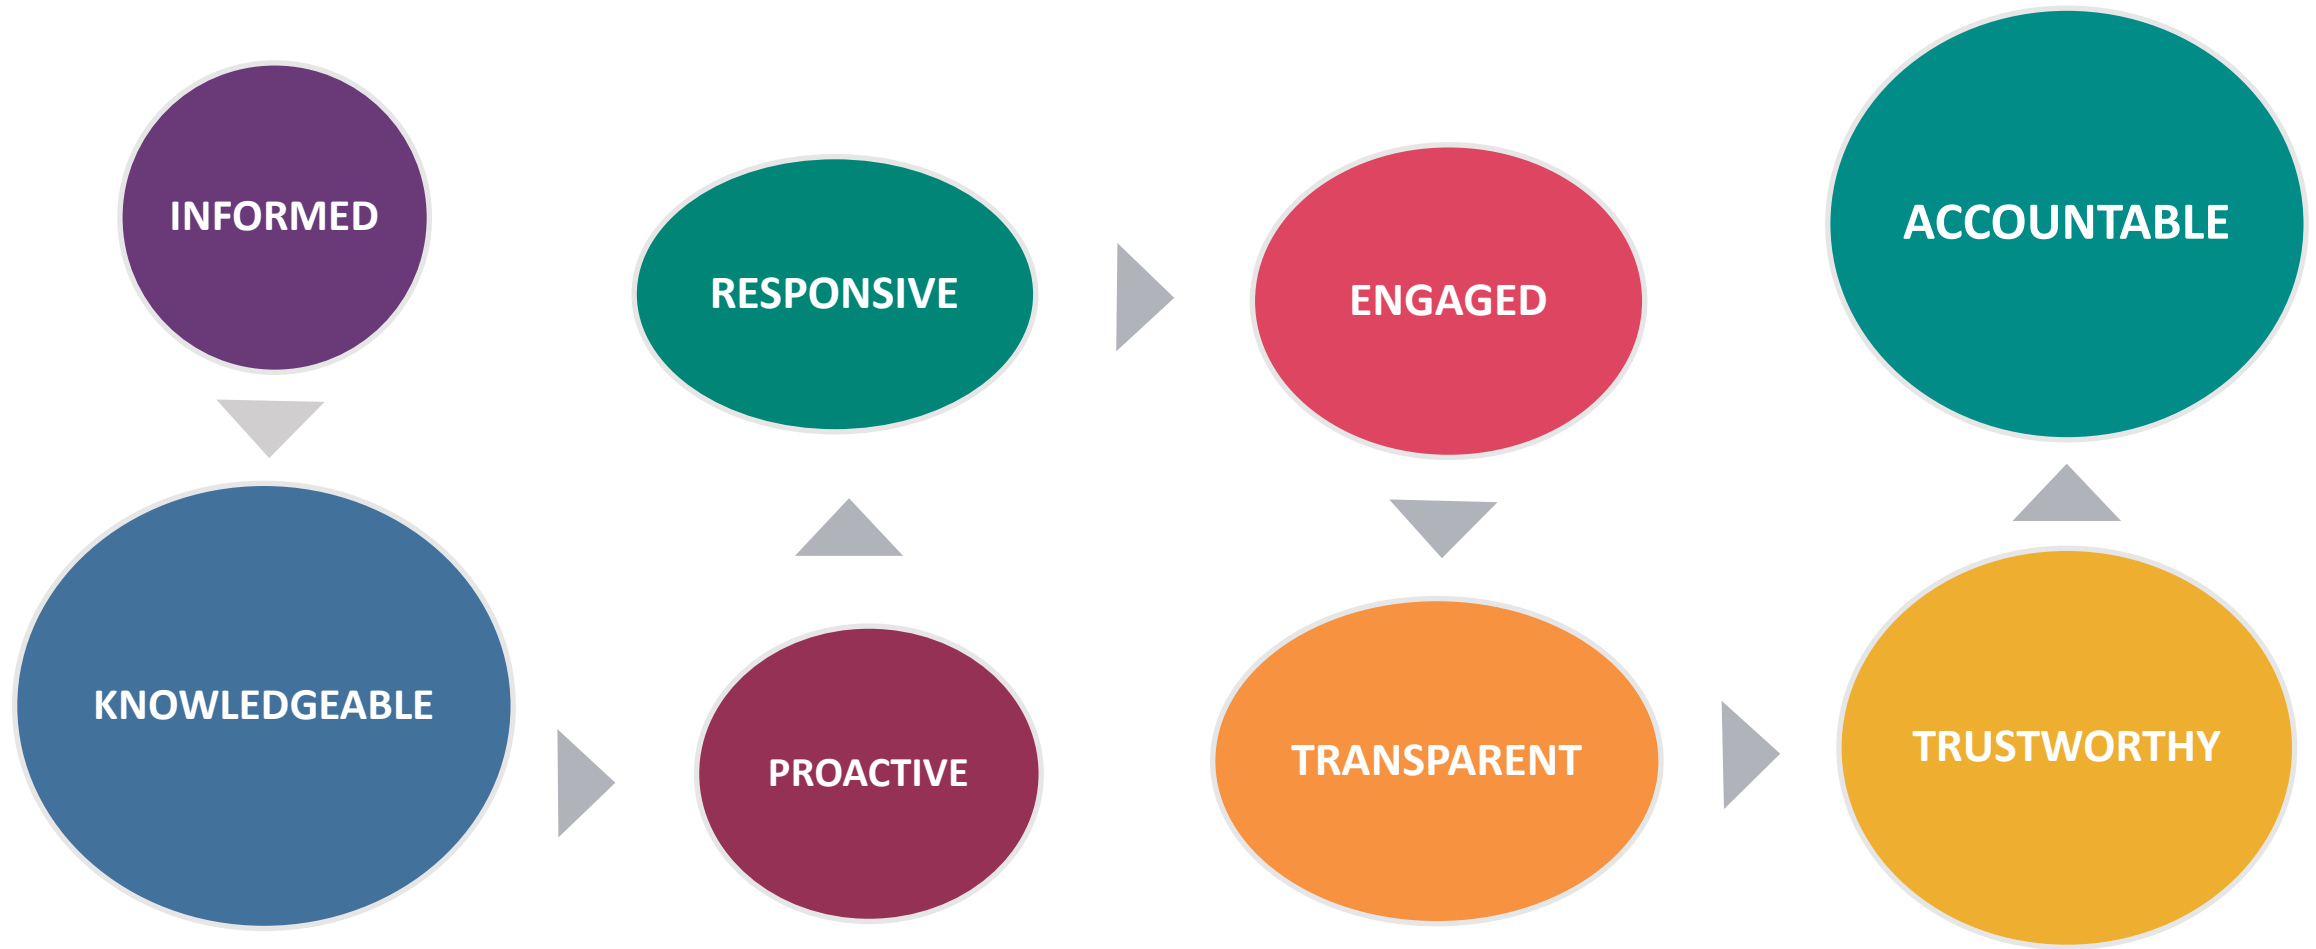 INFORMED
KNOWLEDGEABLE
PROACTIVE
RESPONSIVE
ENGAGED
TRANSPARENT
TRUSTWORTHY
ACCOUNTABLE